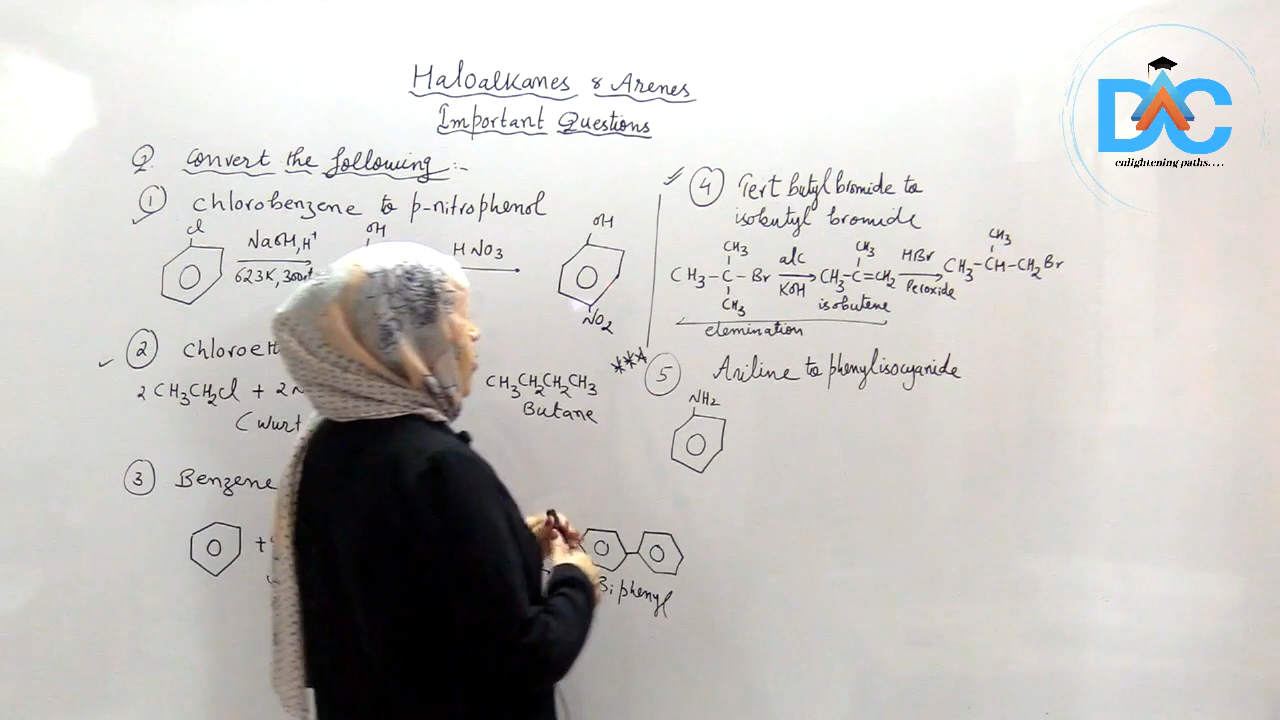 Haloalkanes & Arenes
Important Questions
Q. Convert the following :-
① Chlorobenzene to p-nitrophenol
Cl
NaOH, H⁺
623K, 300
OH
HNO₃
OH
NO₂
②
2 CH₃CH₂Cl + 2
CH₃CH₂CH₂CH₃
Butane
③ Benzene
+
Biphenyl
④ Tert butyl bromide to
isobutyl bromide
CH₃
CH₃-C-Br
CH₃
alc
KOH
CH₃
CH₃-C=CH₂
isobutene
HBr
Peroxide
CH₃
CH₃-CH-CH₂Br
elemination
*** ⑤ Aniline to phenylisocyanide
NH₂
DAC
enlightening paths....